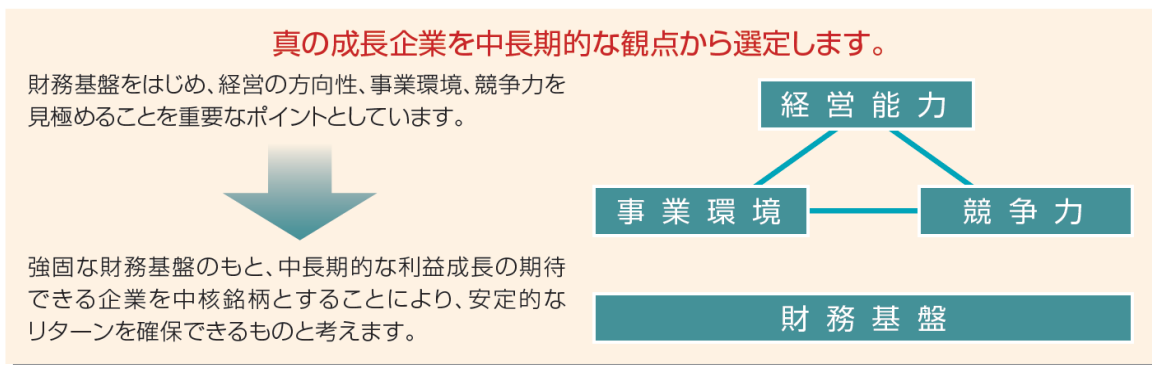 真の成長企業を中長期的な観点から選定します。
財務基盤をはじめ、経営の方向性、事業環境、競争力を
見極めることを重要なポイントとしています。
強固な財務基盤のもと、中長期的な利益成長の期待
できる企業を中核銘柄とすることにより、安定的な
リターンを確保できるものと考えます。
経営能力
事業環境
競争力
財務基盤